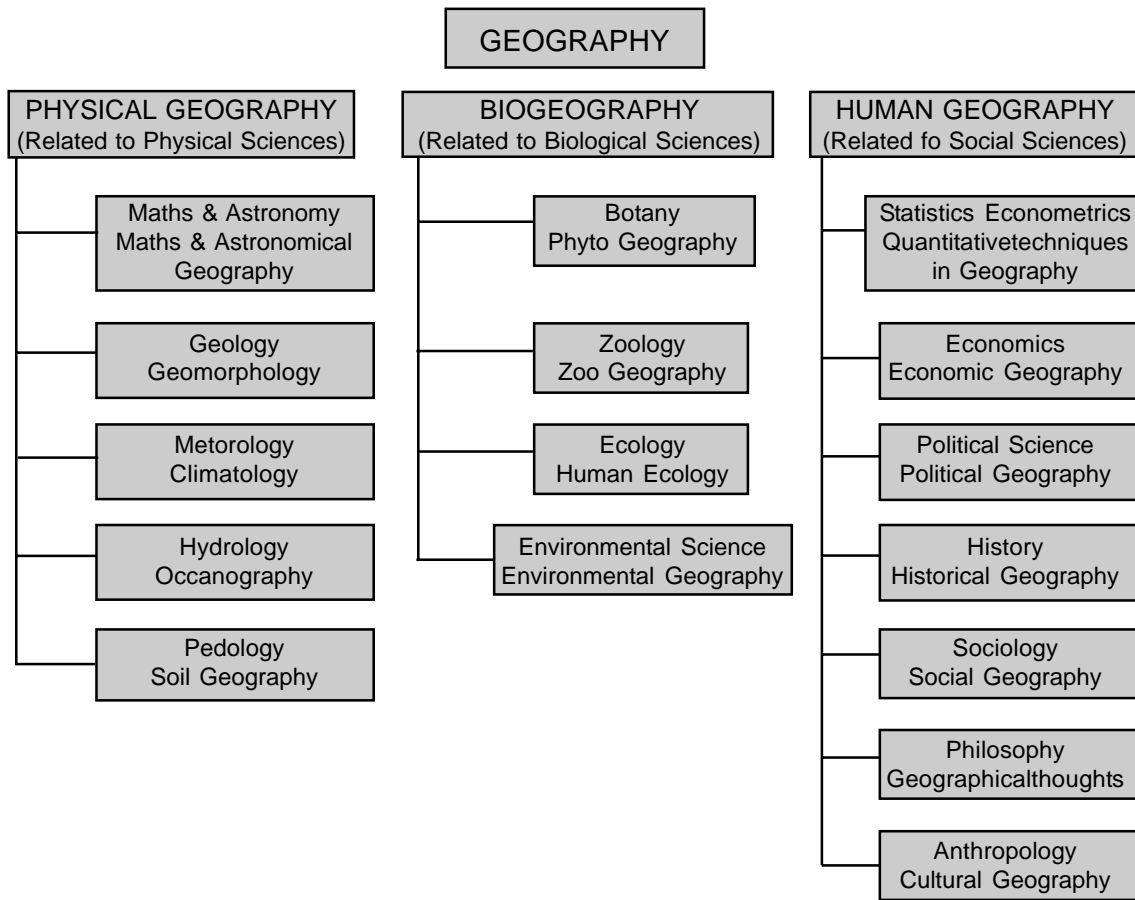 GEOGRAPHY
PHYSICAL GEOGRAPHY
(Related to Physical Sciences)
Maths & Astronomy
Maths & Astronomical
Geography
Geology
Geomorphology
Metorology
Climatology
Hydrology
Occanography
Pedology
Soil Geography
BIOGEOGRAPHY
(Related to Biological Sciences)
Botany
Phyto Geography
Zoology
Zoo Geography
Ecology
Human Ecology
Environmental Science
Environmental Geography
HUMAN GEOGRAPHY
(Related fo Social Sciences)
Statistics Econometrics
Quantitativetechniques
in Geography
Economics
Economic Geography
Political Science
Political Geography
History
Historical Geography
Sociology
Social Geography
Philosophy
Geographicalthoughts
Anthropology
Cultural Geography